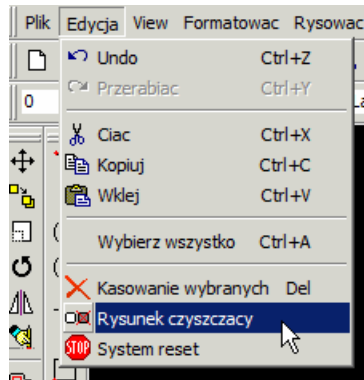 Plik Edycja View Formatowac Rysowac
Undo Ctrl+Z
Przerabiac Ctrl+Y
0
Ciac Ctrl+X
Kopiuj Ctrl+C
Wklej Ctrl+V
Wybierz wszystko Ctrl+A
Kasowanie wybranych Del
Rysunek czyszczacy
STOP System reset